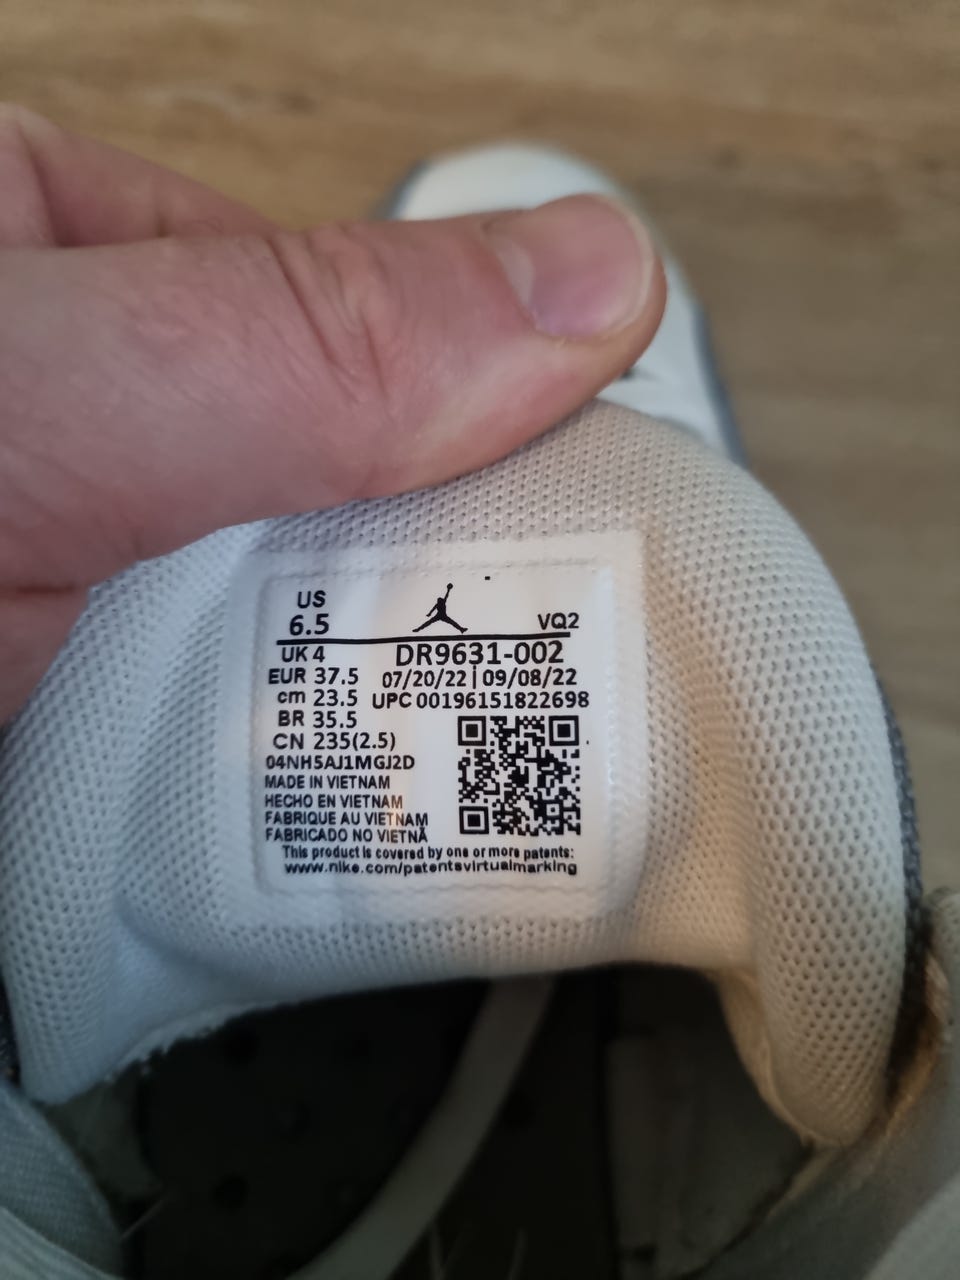 US
6.5
VQ2
UK 4
DR9631-002
EUR 37.5
07/20/22 | 09/08/22
cm 23.5
UPC 00196151822698
BR 35.5
CN 235(2.5)
04NH5AJ1MGJ2D
MADE IN VIETNAM
HECHO EN VIETNAM
FABRIQUE AU VIETNAM
FABRICADO NO VIETNÃ
This product is covered by one or more patents:
www.nike.com/patentsvirtualmarking